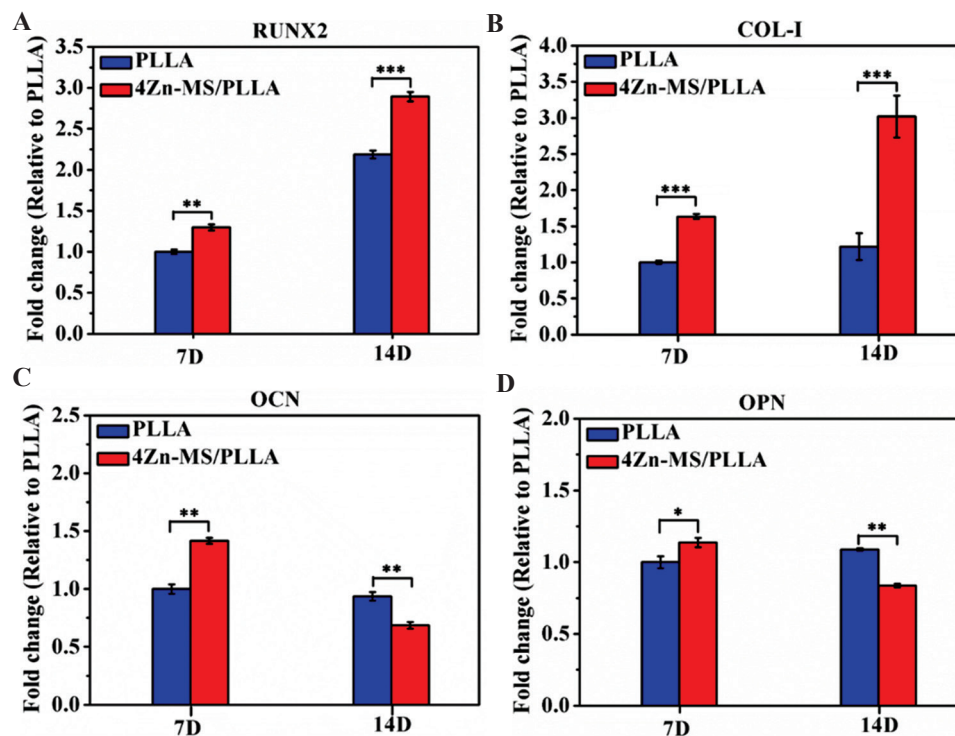 A
RUNX2
Fold change (Relative to PLLA)
3.5
3.0
2.5
2.0
1.5
1.0
0.5
0.0
PLLA
4Zn-MS/PLLA
**
***
7D
14D
B
COL-I
Fold change (Relative to PLLA)
4.0
3.5
3.0
2.5
2.0
1.5
1.0
0.5
0.0
PLLA
4Zn-MS/PLLA
***
***
7D
14D
C
OCN
Fold change (Relative to PLLA)
2.5
2.0
1.5
1.0
0.5
0.0
PLLA
4Zn-MS/PLLA
**
**
7D
14D
D
OPN
Fold change (Relative to PLLA)
2.0
1.5
1.0
0.5
0.0
PLLA
4Zn-MS/PLLA
*
**
7D
14D